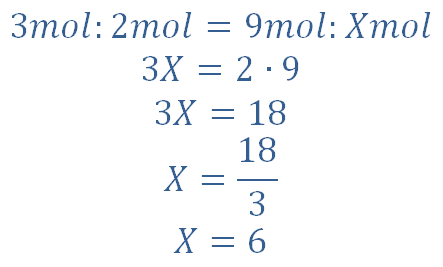 3mol: 2mol = 9mol: Xmol
3X = 2 · 9
3X = 18
X = 18/3
X = 6